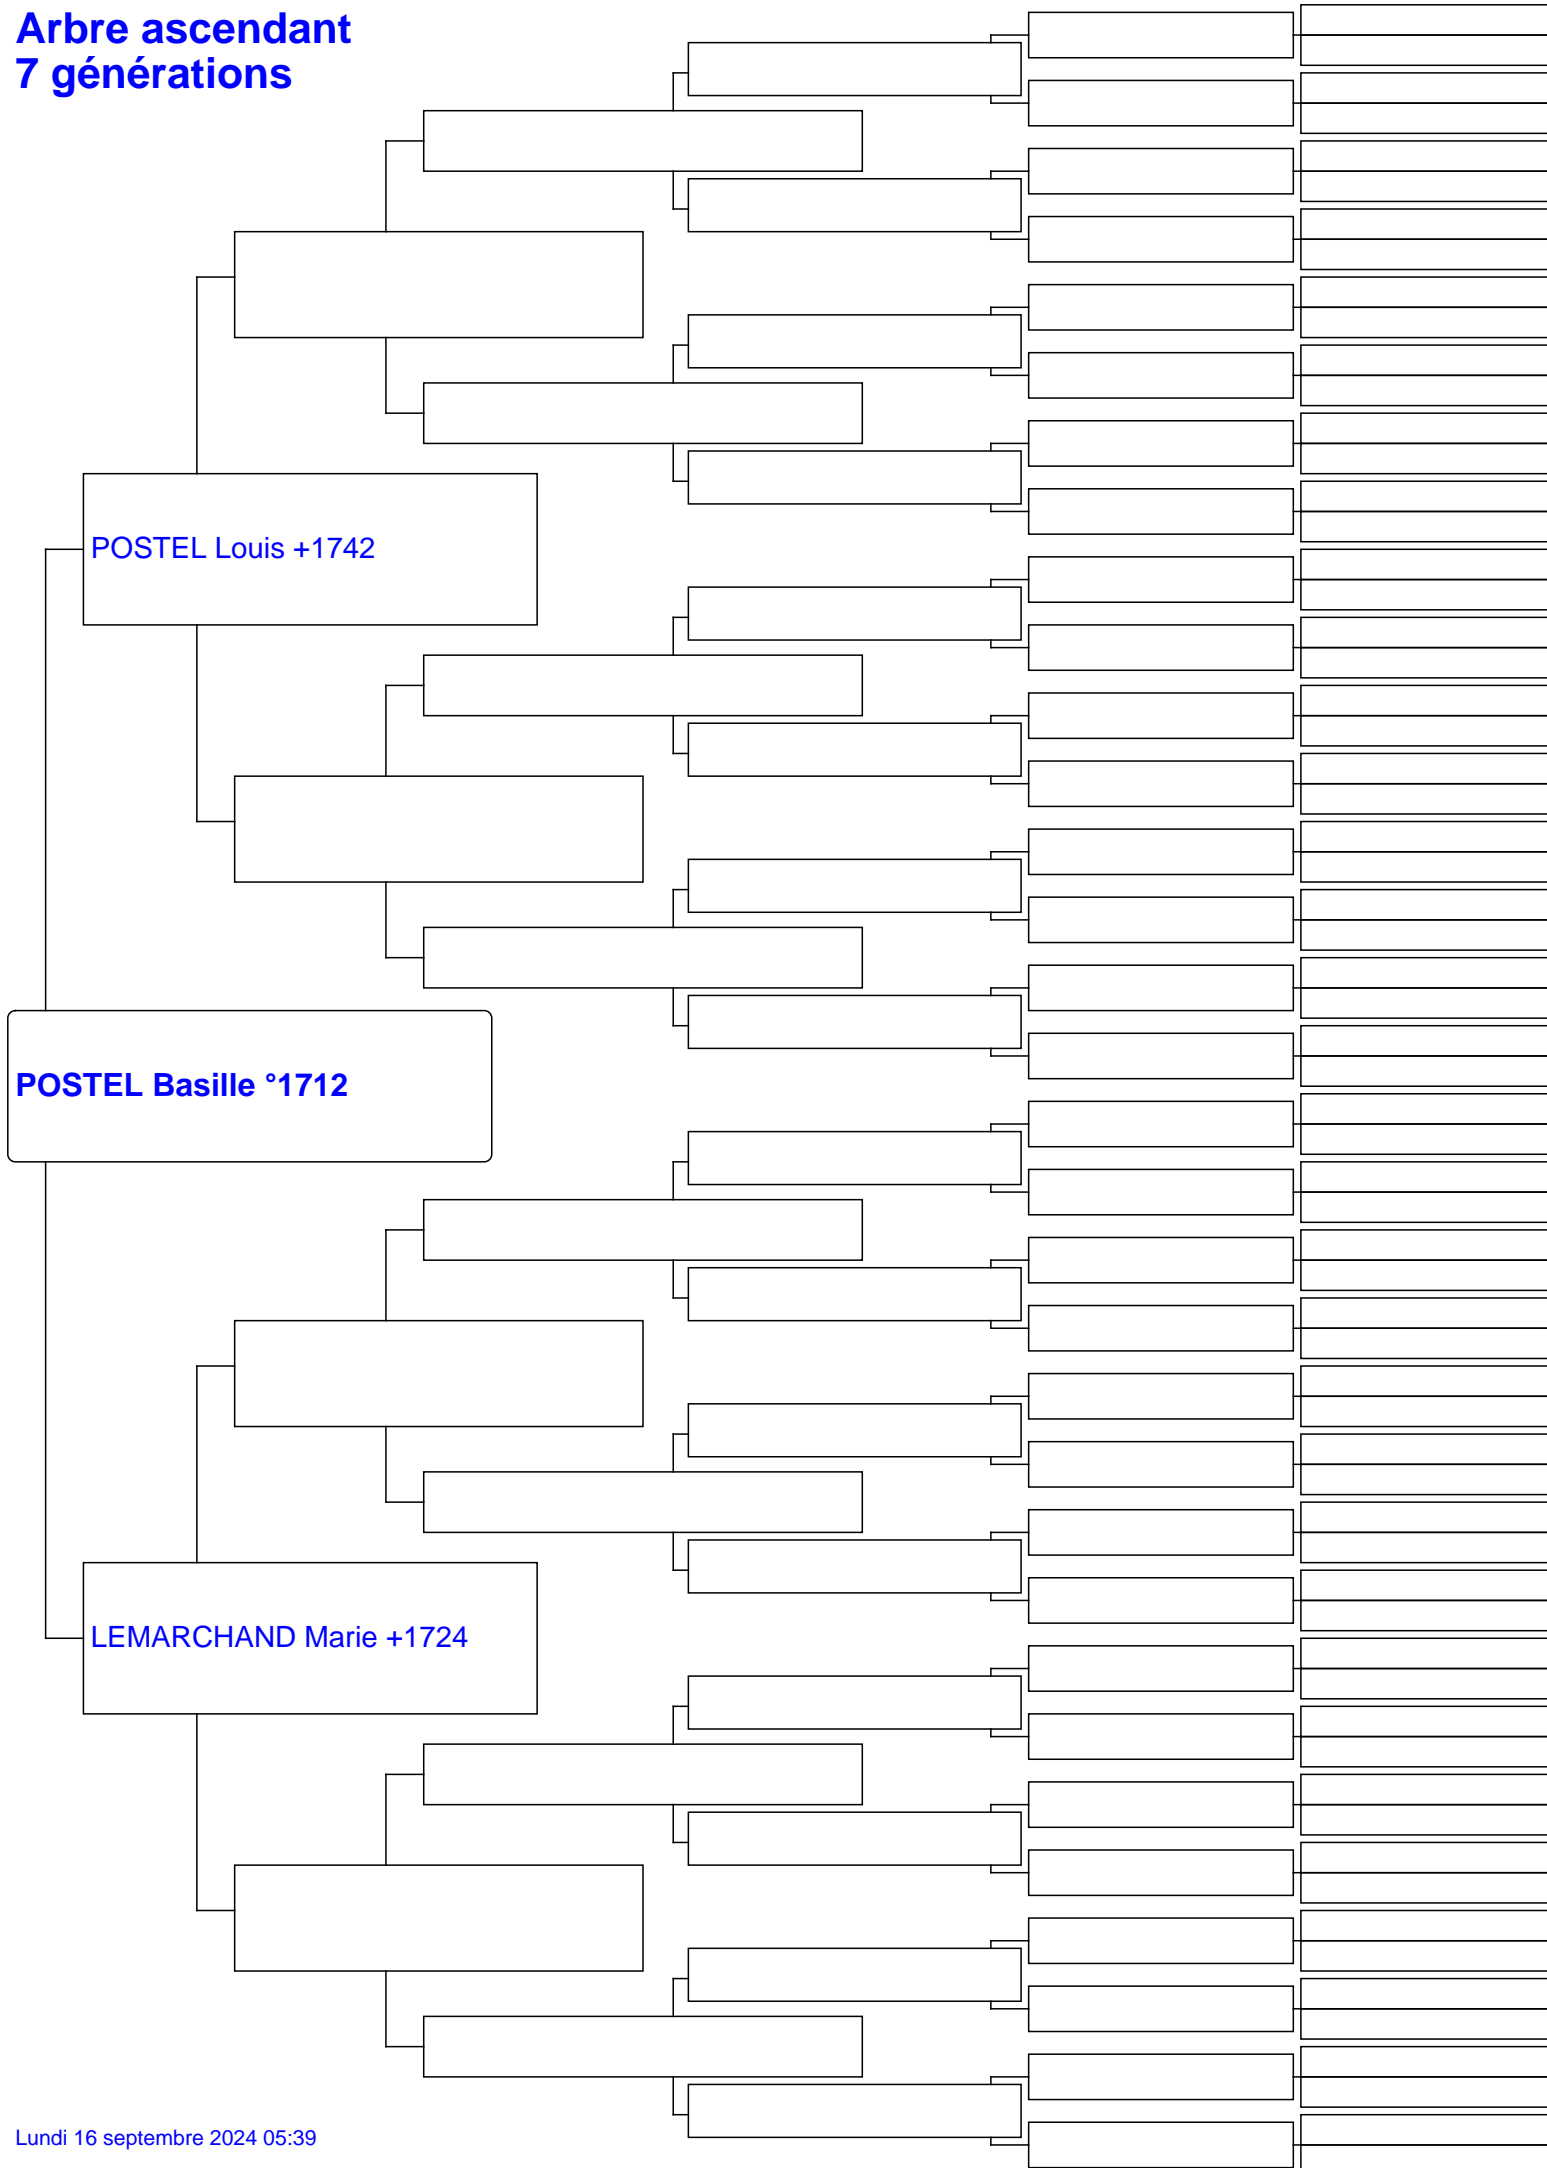 Arbre ascendant
7 générations
POSTEL Louis +1742
POSTEL Basille °1712
LEMARCHAND Marie +1724
Lundi 16 septembre 2024 05:39